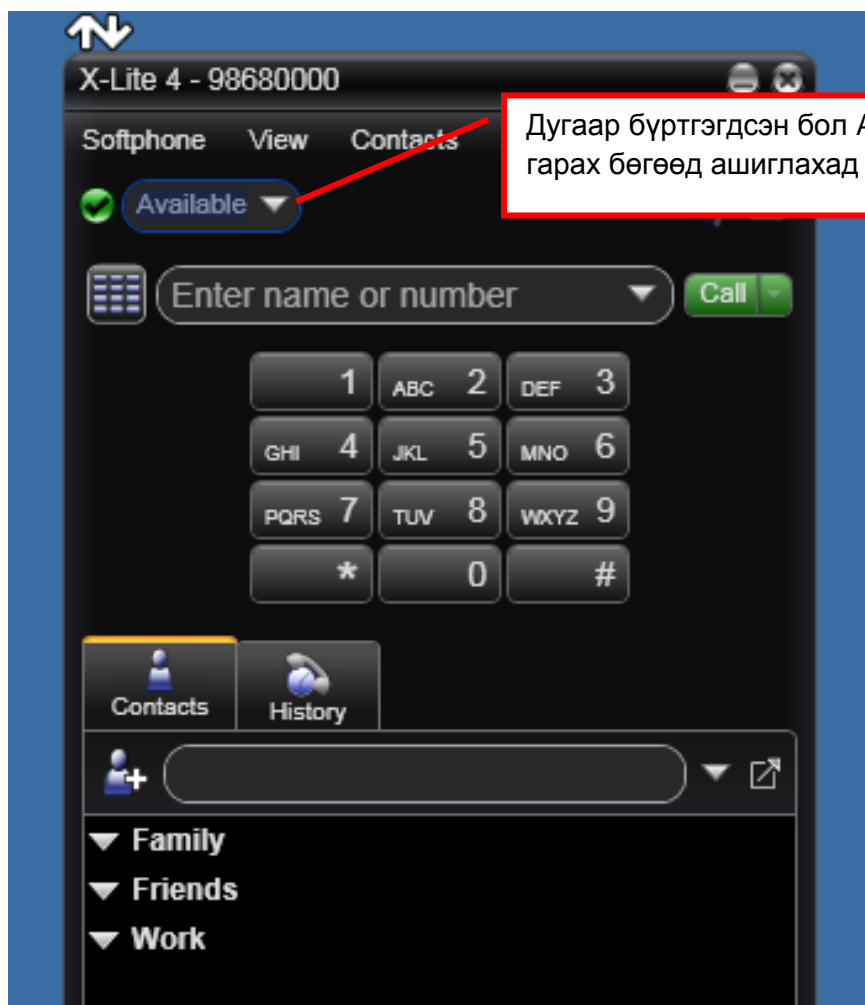 X-Lite 4 - 98680000
Softphone View Contacts
Дугаар бүртгэгдсэн бол
гарах бөгөөд ашиглахад
Available
Enter name or number
Call
1 ABC 2 DEF 3
GHI 4 JKL 5 MNO 6
PQRS 7 TUV 8 WXYZ 9
* 0 #
Contacts History
Family
Friends
Work